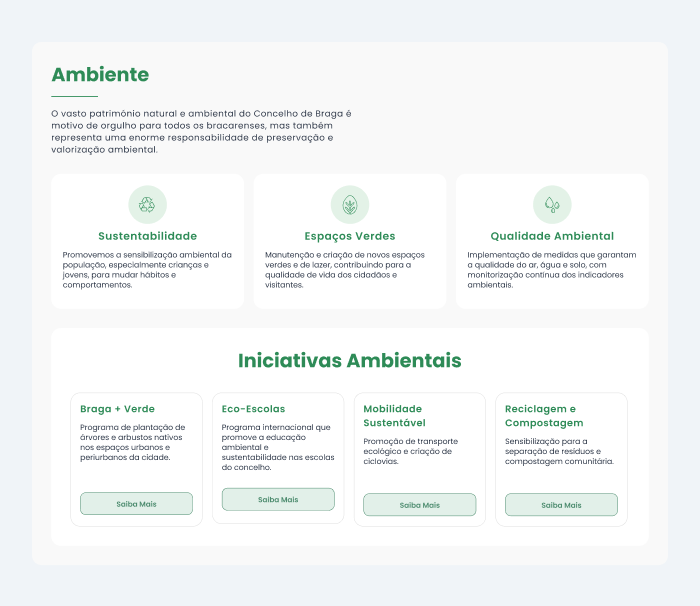 Ambiente
O vasto património natural e ambiental do Concelho de Braga é
motivo de orgulho para todos os bracarenses, mas também
representa uma enorme responsabilidade de preservação e
valorização ambiental.
Sustentabilidade
Promovemos a sensibilização ambiental da
população, especialmente crianças e
jovens, para mudar hábitos e
comportamentos.
Espaços Verdes
Manutenção e criação de novos espaços
verdes e de lazer, contribuindo para a
qualidade de vida dos cidadãos e
visitantes.
Qualidade Ambiental
Implementação de medidas que garantam
a qualidade do ar, água e solo, com
monitorização contínua dos indicadores
ambientais.
Iniciativas Ambientais
Braga + Verde
Programa de plantação de
árvores e arbustos nativos
nos espaços urbanos e
periurbanos da cidade.
Saiba Mais
Eco-Escolas
Programa internacional que
promove a educação
ambiental e
sustentabilidade nas escolas
do concelho.
Saiba Mais
Mobilidade
Sustentável
Promoção de transporte
ecológico e criação de
ciclovias.
Saiba Mais
Reciclagem e
Compostagem
Sensibilização para a
separação de resíduos e
compostagem comunitária.
Saiba Mais